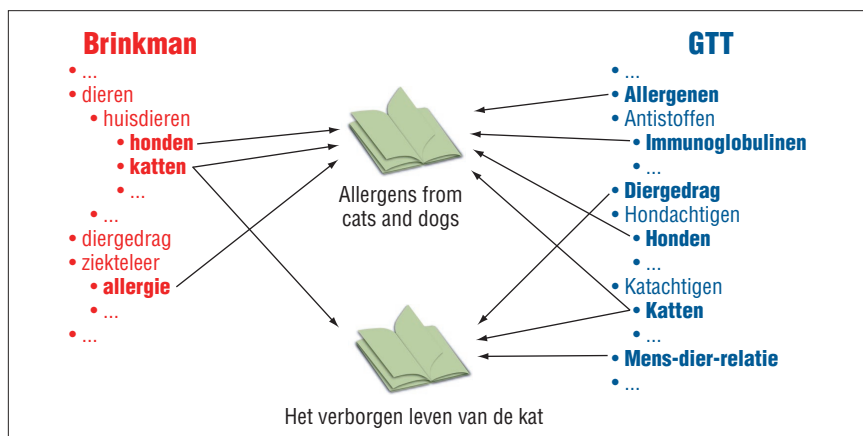 Brinkman
• ...
• dieren
• huisdieren
• honden
• katten
• ...
• ...
• diergedrag
• ziekteleer
• allergie
• ...
• ...
Allergens from
cats and dogs
Het verborgen leven van de kat
GTT
• ...
• Allergenen
• Antistoffen
• Immunoglobulinen
• ...
• Diergedrag
• Hondachtigen
• Honden
• ...
• Katachtigen
• Katten
• ...
• Mens-dier-relatie
• ...